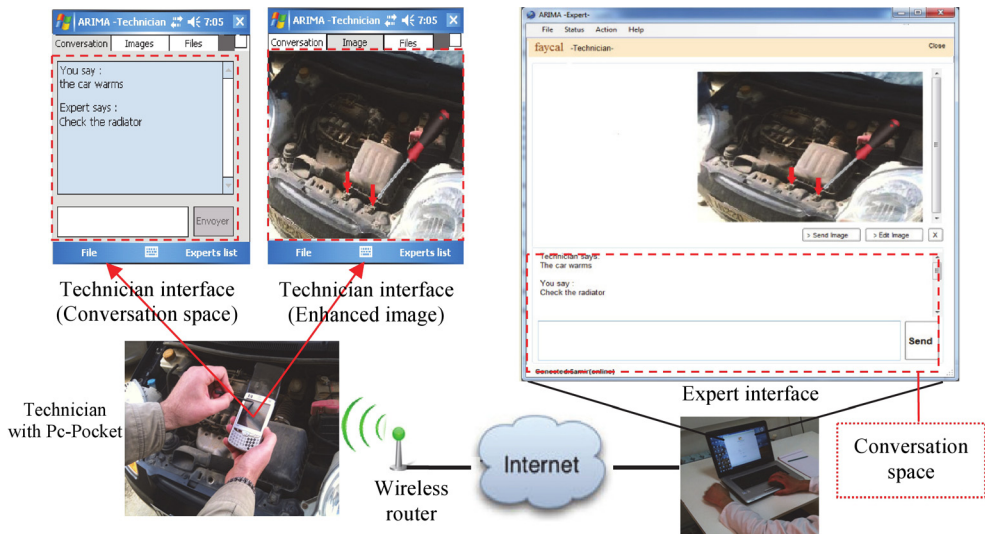 ARIMA -Technician 7:05 X
Conversation Images Files
You say :
the car warms
Expert says :
Check the radiator
Envoyer
File Experts list
Technician interface
(Conversation space)
ARIMA -Technician 7:05 X
Conversation Image Files
File Experts list
Technician interface
(Enhanced image)
ARIMA -Expert-
File Status Action Help
faycal -Technician- Close
> Send Image > Edit Image X
Technician says:
The car warms
You say :
Check the radiator
Send
Conected:Samir(online)
Expert interface
Technician
with Pc-Pocket
Wireless
router
Internet
Conversation
space